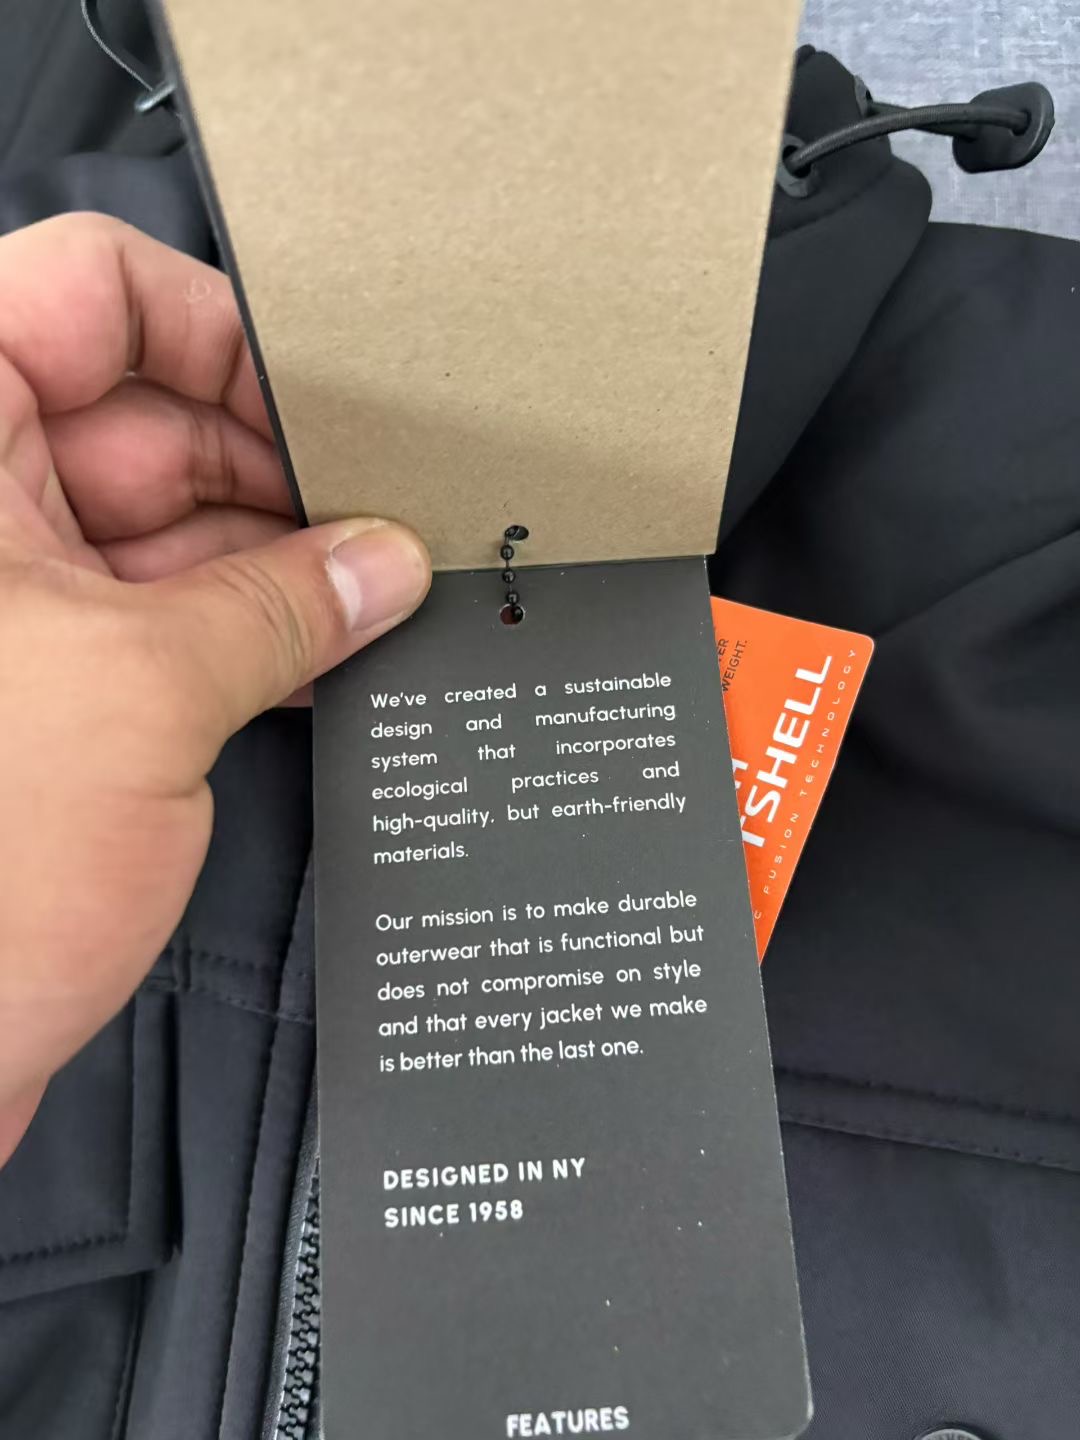 We've created a sustainable
design and manufacturing
system that incorporates
ecological practices and
high-quality, but earth-friendly
materials.
Our mission is to make durable
outerwear that is functional but
does not compromise on style
and that every jacket we make
is better than the last one.
DESIGNED IN NY
SINCE 1958
FEATURES
WEIGHT.
TSHELL
FUSION TECHNOLOGY